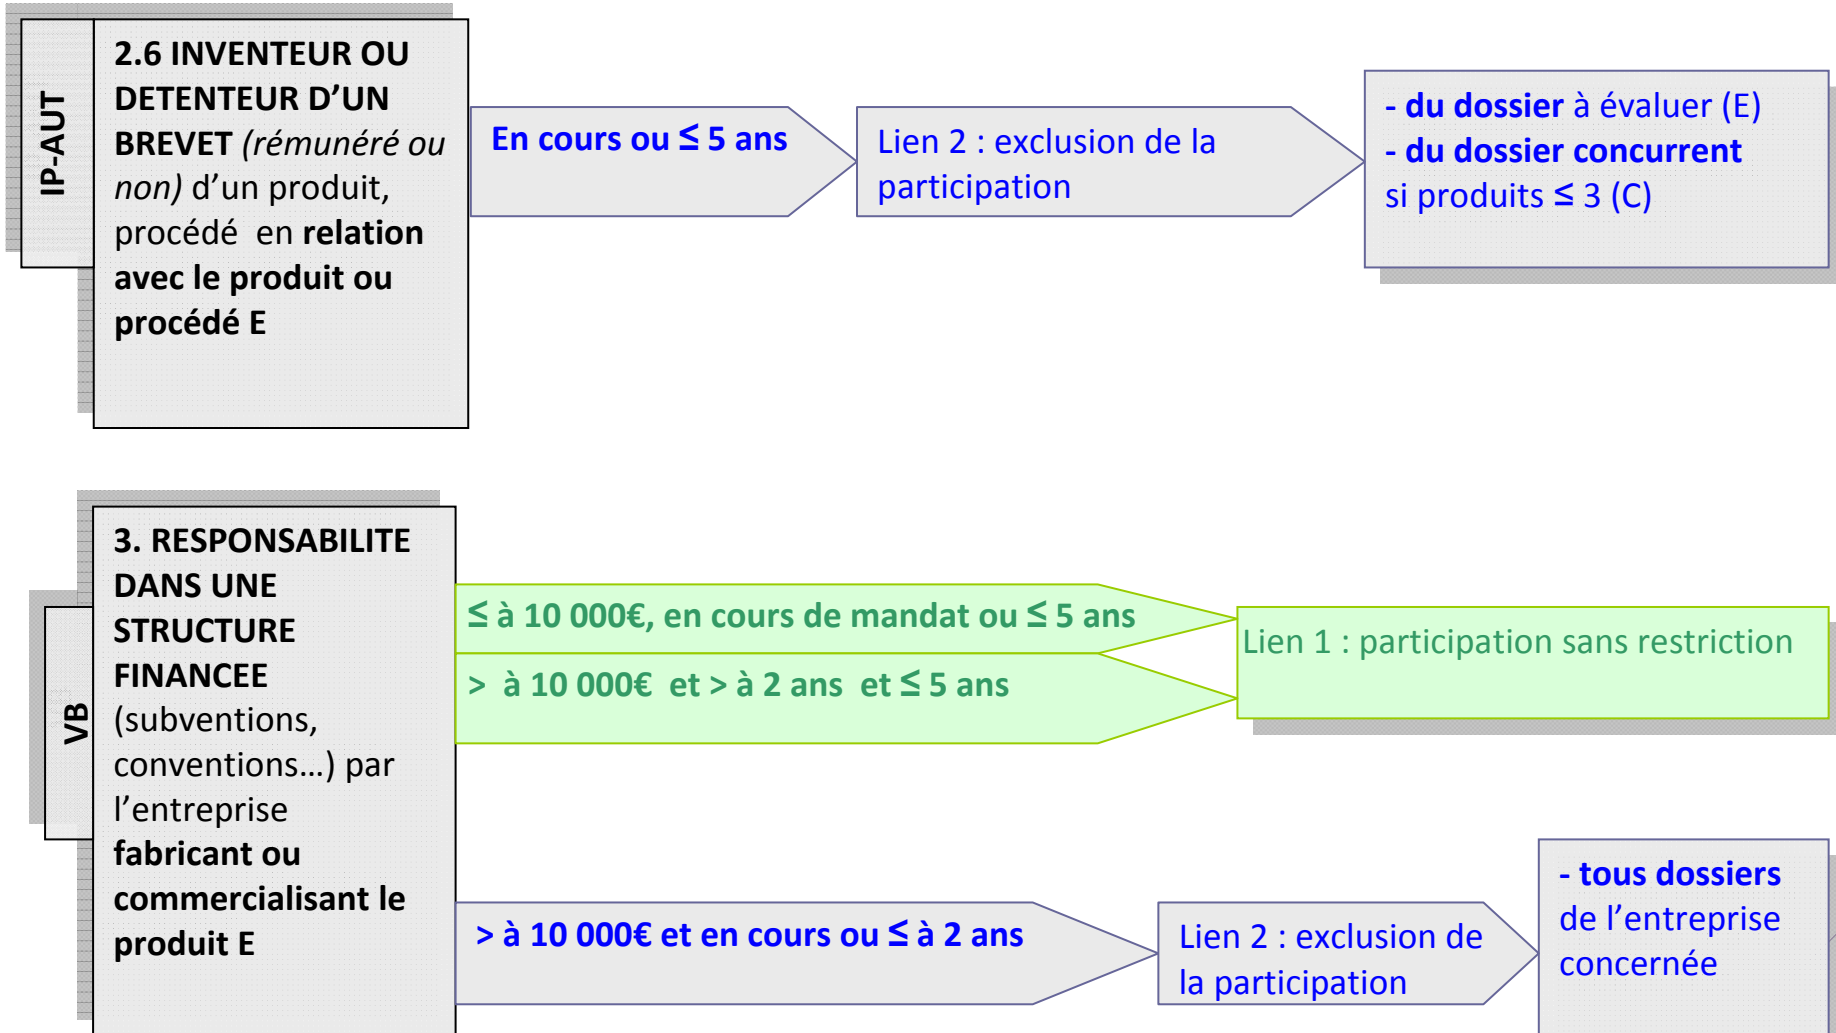 IP-AUT
2.6 INVENTEUR OU
DETENTEUR D’UN
BREVET (rémunéré ou
non) d’un produit,
procédé en relation
avec le produit ou
procédé E
En cours ou ≤ 5 ans
Lien 2 : exclusion de la
participation
- du dossier à évaluer (E)
- du dossier concurrent
si produits ≤ 3 (C)
VB
3. RESPONSABILITE
DANS UNE
STRUCTURE
FINANCEE
(subventions,
conventions…) par
l’entreprise
fabricant ou
commercialisant le
produit E
≤ à 10 000€, en cours de mandat ou ≤ 5 ans
> à 10 000€ et > à 2 ans et ≤ 5 ans
Lien 1 : participation sans restriction
> à 10 000€ et en cours ou ≤ à 2 ans
Lien 2 : exclusion de
la participation
- tous dossiers
de l’entreprise
concernée